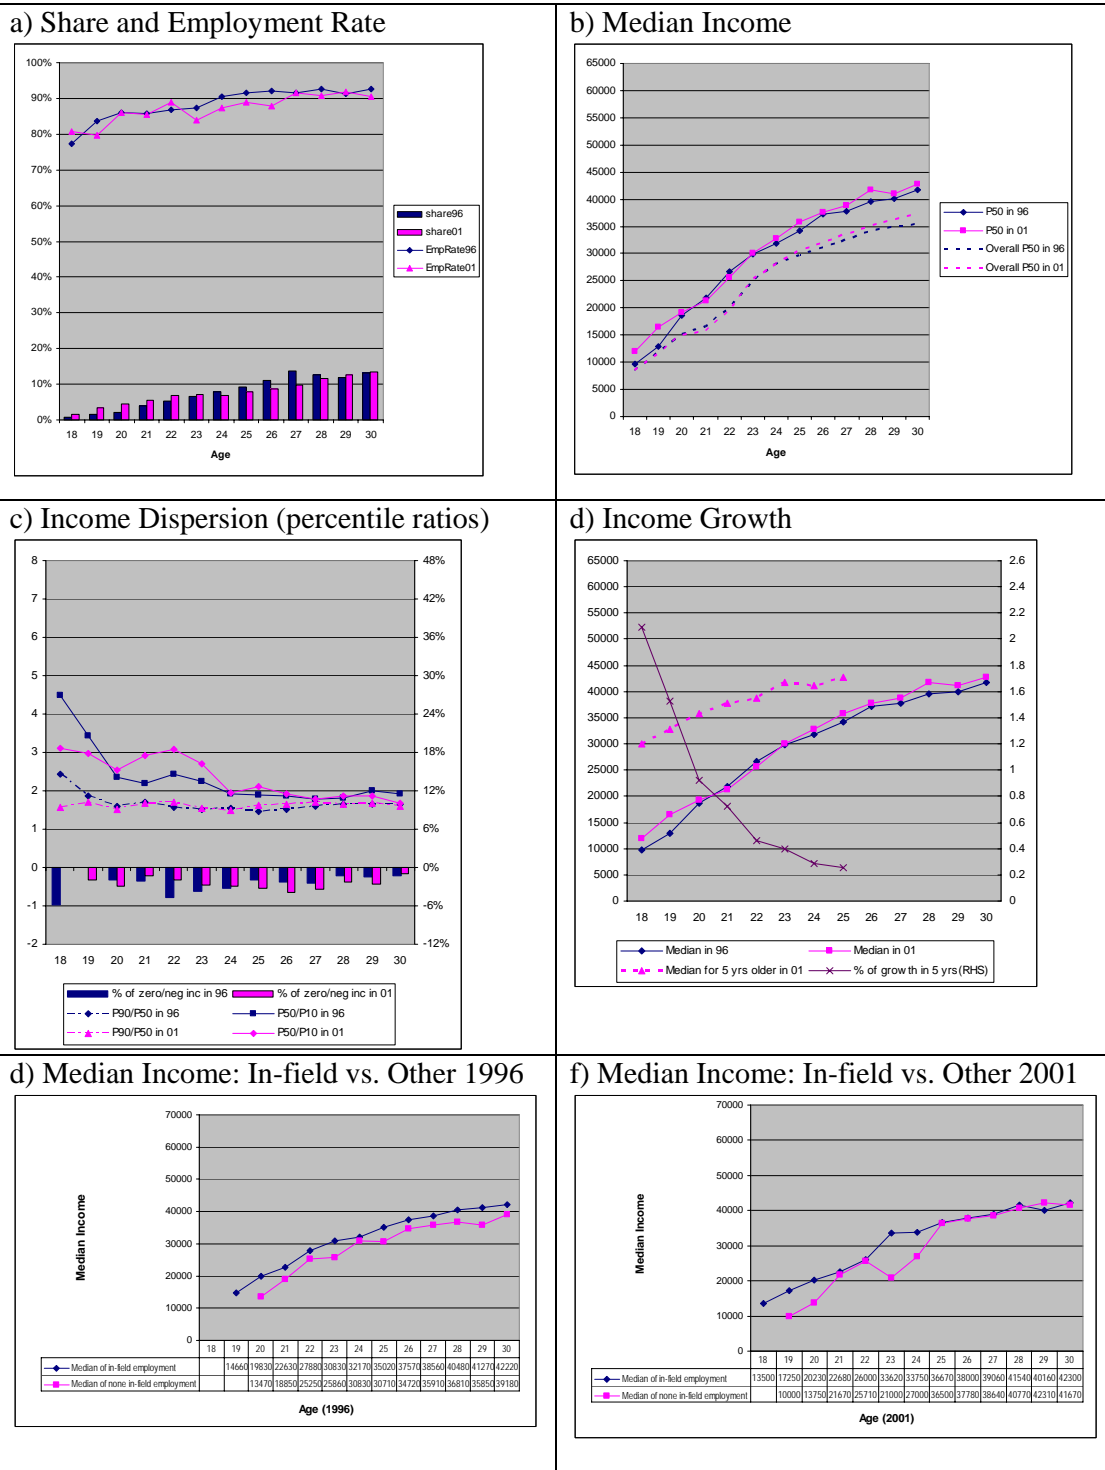 a) Share and Employment Rate
100%
90%
80%
70%
60%
50%
40%
30%
20%
10%
0%
18 19 20 21 22 23 24 25 26 27 28 29 30
Age
share96
share01
EmpRate96
EmpRate01
b) Median Income
65000
60000
55000
50000
45000
40000
35000
30000
25000
20000
15000
10000
5000
0
18 19 20 21 22 23 24 25 26 27 28 29 30
Age
P50 in 96
P50 in 01
Overall P50 in 96
Overall P50 in 01
c) Income Dispersion (percentile ratios)
8
7
6
5
4
3
2
1
0
-1
-2
48%
42%
36%
30%
24%
18%
12%
6%
0%
-6%
-12%
18 19 20 21 22 23 24 25 26 27 28 29 30
% of zero/neg inc in 96 % of zero/neg inc in 01
P90/P50 in 96 P50/P10 in 96
P90/P50 in 01 P50/P10 in 01
d) Income Growth
65000
60000
55000
50000
45000
40000
35000
30000
25000
20000
15000
10000
5000
0
2.6
2.4
2.2
2
1.8
1.6
1.4
1.2
1
0.8
0.6
0.4
0.2
0
18 19 20 21 22 23 24 25 26 27 28 29 30
Median in 96 Median in 01
Median for 5 yrs older in 01 % of growth in 5 yrs (RHS)
d) Median Income: In-field vs. Other 1996
Median Income
70000
60000
50000
40000
30000
20000
10000
0
18 19 20 21 22 23 24 25 26 27 28 29 30
Median of in-field employment 14660 19830 22630 27880 30830 32170 35020 37570 38560 40480 41270 42220
Median of none in-field employment 13470 18850 25250 25860 30830 30710 34720 35910 36810 35850 39180
Age (1996)
f) Median Income: In-field vs. Other 2001
Median Income
70000
60000
50000
40000
30000
20000
10000
0
18 19 20 21 22 23 24 25 26 27 28 29 30
Median of in-field employment 13500 17250 20230 22680 26000 33620 33750 36670 38000 39060 41540 40160 42300
Median of none in-field employment 10000 13750 21670 25710 21000 27000 36500 37780 38640 40770 42310 41670
Age (2001)